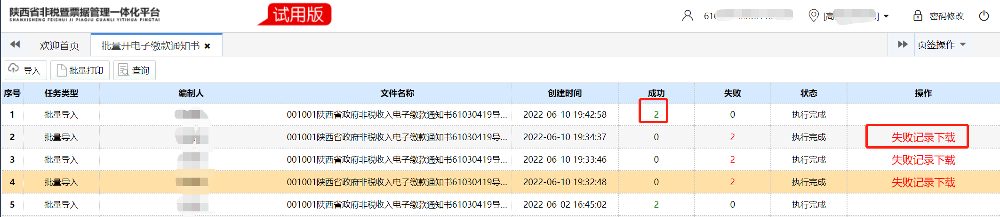 陕西省非税暨票据管理一体化平台
SHANXISHENG FEISHUI JI PIAOJU GUANLI YITIHUA PINGTAI
试用版
61
[高
]
密码修改
欢迎首页
批量开电子缴款通知书
页签操作
导入
批量打印
查询
序号 任务类型 编制人 文件名称 创建时间 成功 失败 状态 操作
1 批量导入 001001陕西省政府非税收入电子缴款通知书61030419导... 2022-06-10 19:42:58 2 0 执行完成
2 批量导入 001001陕西省政府非税收入电子缴款通知书61030419导... 2022-06-10 19:34:37 0 2 执行完成 失败记录下载
3 批量导入 001001陕西省政府非税收入电子缴款通知书61030419导... 2022-06-10 19:33:46 0 2 执行完成 失败记录下载
4 批量导入 001001陕西省政府非税收入电子缴款通知书61030419导... 2022-06-10 19:32:48 0 2 执行完成 失败记录下载
5 批量导入 001001陕西省政府非税收入电子缴款通知书61030419导... 2022-06-02 16:45:02 2 0 执行完成